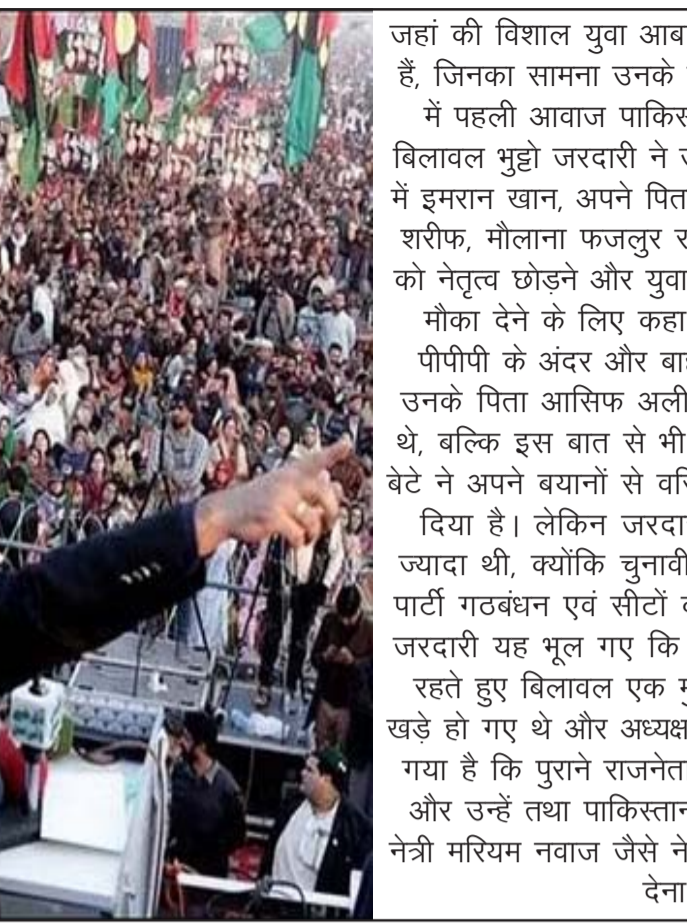 जहां की विशाल युवा आब
हैं, जिनका सामना उनके
में पहली आवाज पाकिस
बिलावल भुट्टो जरदारी ने ज
में इमरान खान, अपने पित
शरीफ, मौलाना फजलुर र
को नेतृत्व छोड़ने और युवा
मौका देने के लिए कहा
पीपीपी के अंदर और बाह
उनके पिता आसिफ अली
थे, बल्कि इस बात से भी
बेटे ने अपने बयानों से वरि
दिया है। लेकिन जरदा
ज्यादा थी, क्योंकि चुनावी
पार्टी गठबंधन एवं सीटों
जरदारी यह भूल गए कि
रहते हुए बिलावल एक मु
खड़े हो गए थे और अध्यक्ष
गया है कि पुराने राजनेत
और उन्हें तथा पाकिस्तान
नेत्री मरियम नवाज जैसे ने
देना